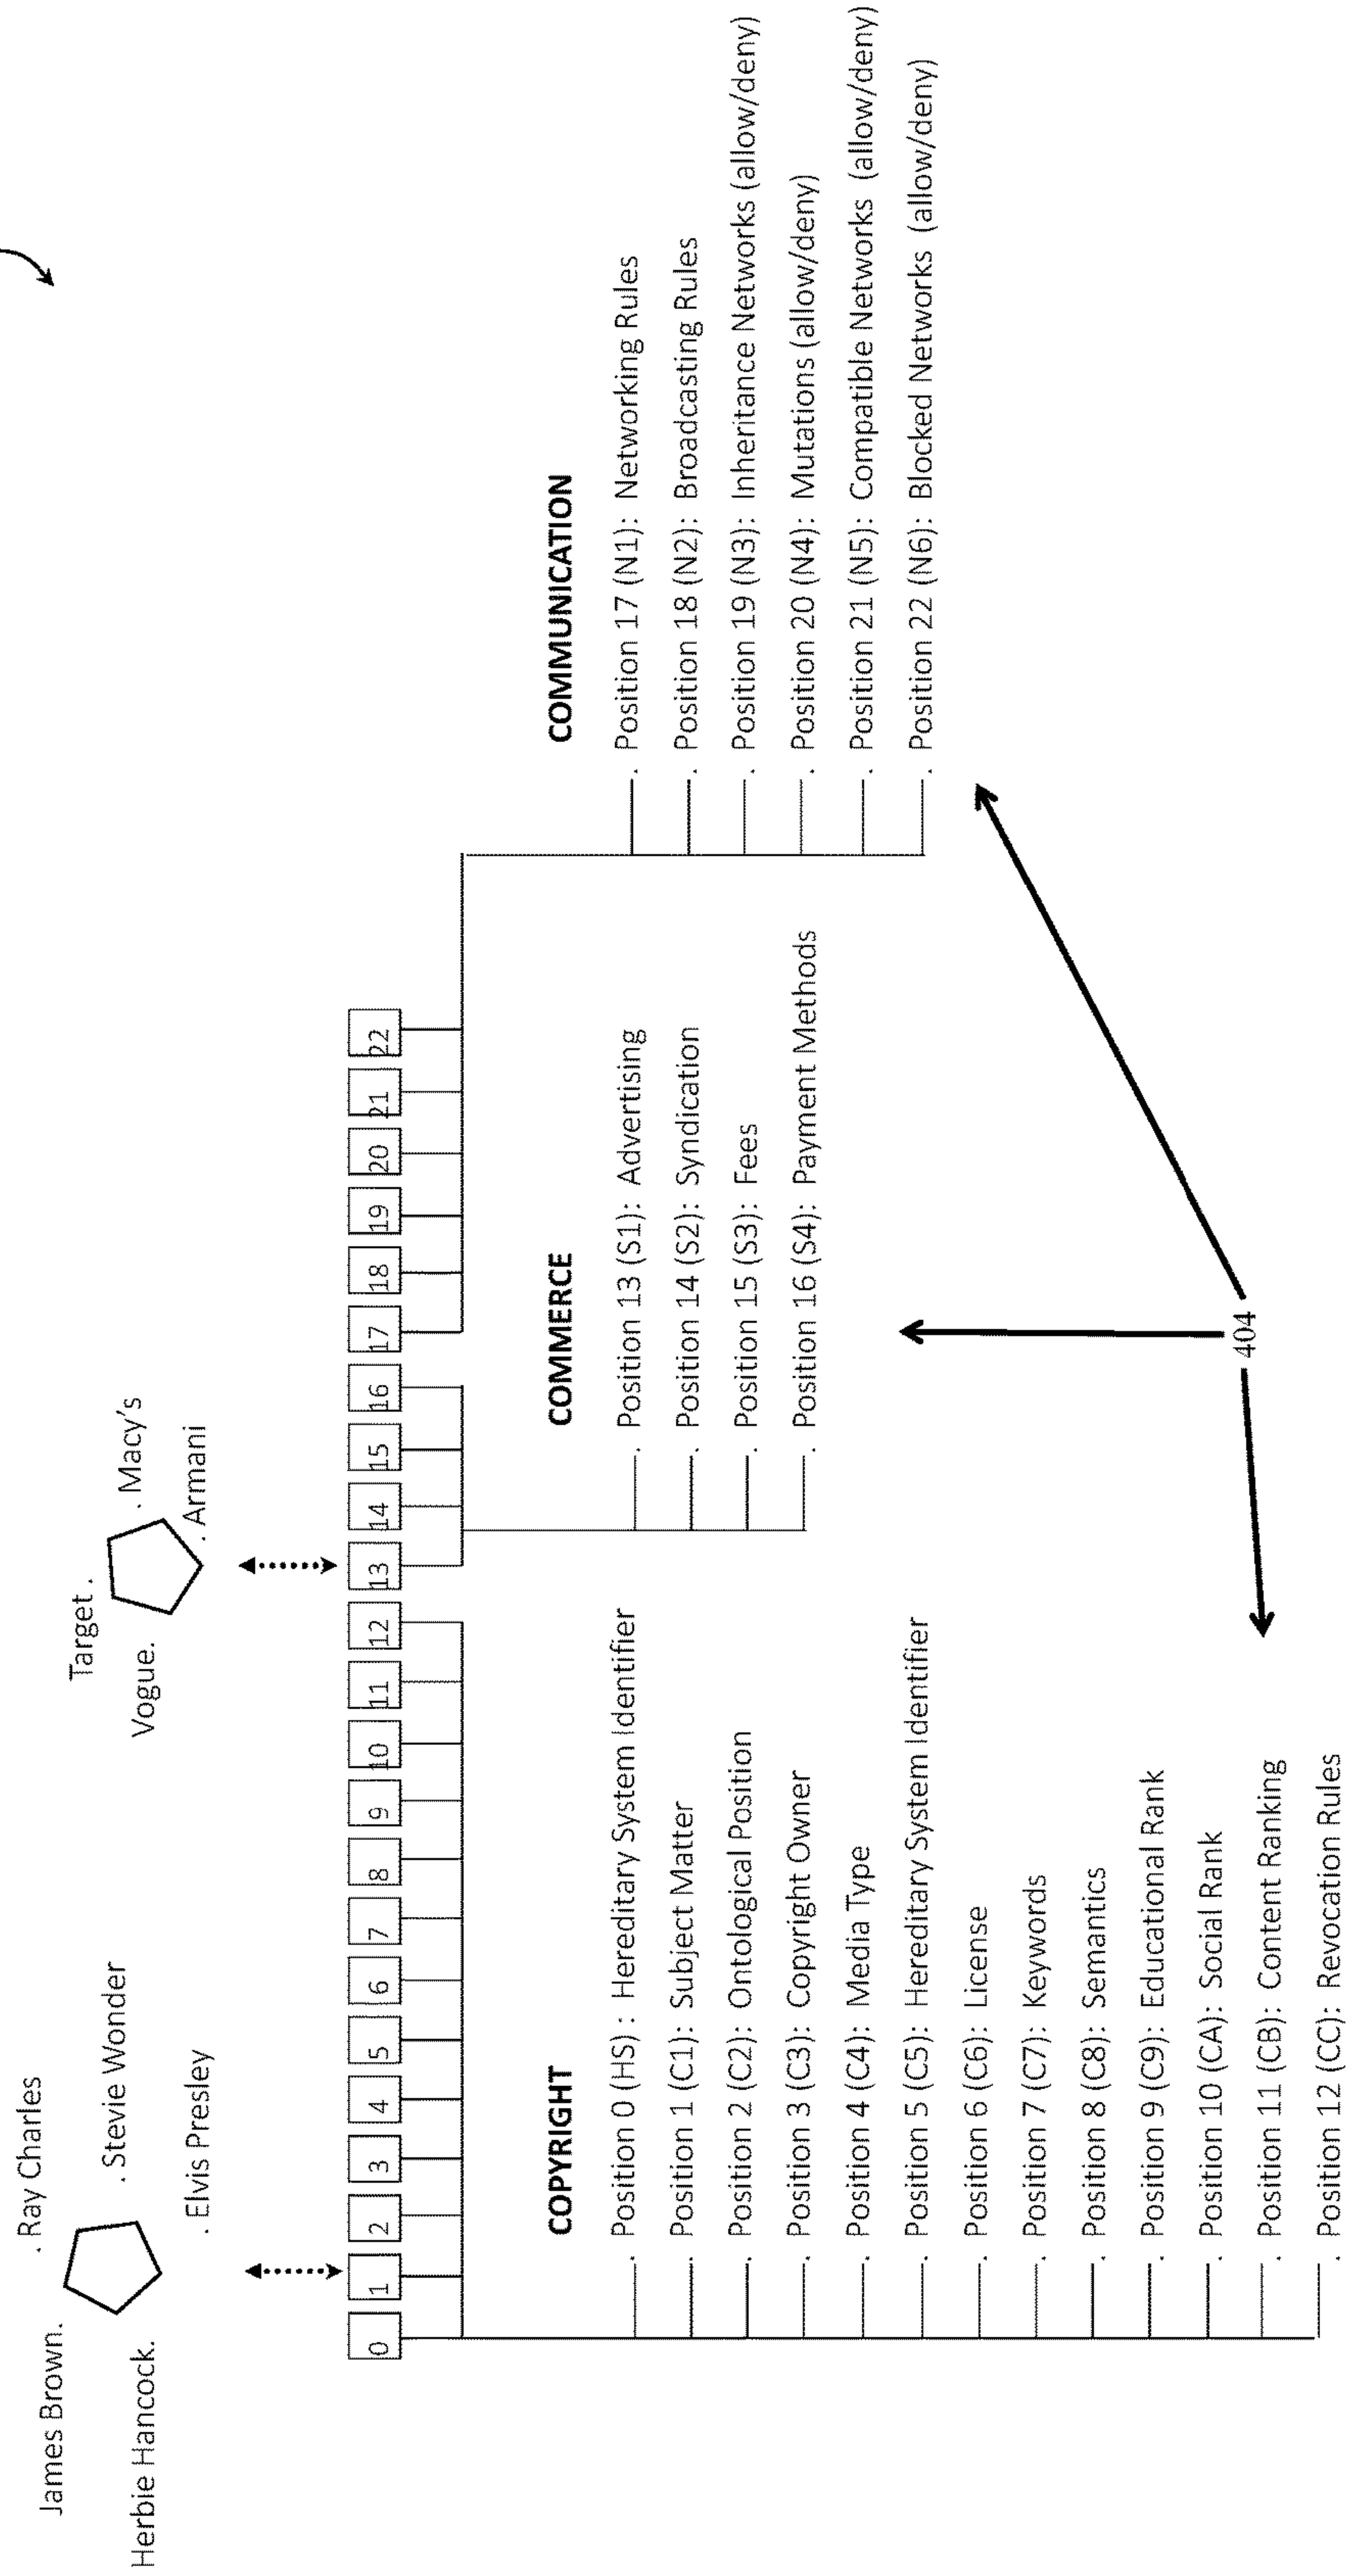 James Brown.
. Ray Charles
Herbie Hancock.
. Stevie Wonder
. Elvis Presley
Target .
Vogue.
. Macy's
. Armani
0 1 2 3 4 5 6 7 8 9 10 11 12 13 14 15 16 17 18 19 20 21 22
COPYRIGHT
. Position 0 (HS) : Hereditary System Identifier
. Position 1 (C1): Subject Matter
. Position 2 (C2): Ontological Position
. Position 3 (C3): Copyright Owner
. Position 4 (C4): Media Type
. Position 5 (C5): Hereditary System Identifier
. Position 6 (C6): License
. Position 7 (C7): Keywords
. Position 8 (C8): Semantics
. Position 9 (C9): Educational Rank
. Position 10 (CA): Social Rank
. Position 11 (CB): Content Ranking
. Position 12 (CC): Revocation Rules
COMMERCE
. Position 13 (S1): Advertising
. Position 14 (S2): Syndication
. Position 15 (S3): Fees
. Position 16 (S4): Payment Methods
COMMUNICATION
. Position 17 (N1): Networking Rules
. Position 18 (N2): Broadcasting Rules
. Position 19 (N3): Inheritance Networks (allow/deny)
. Position 20 (N4): Mutations (allow/deny)
. Position 21 (N5): Compatible Networks (allow/deny)
. Position 22 (N6): Blocked Networks (allow/deny)
404